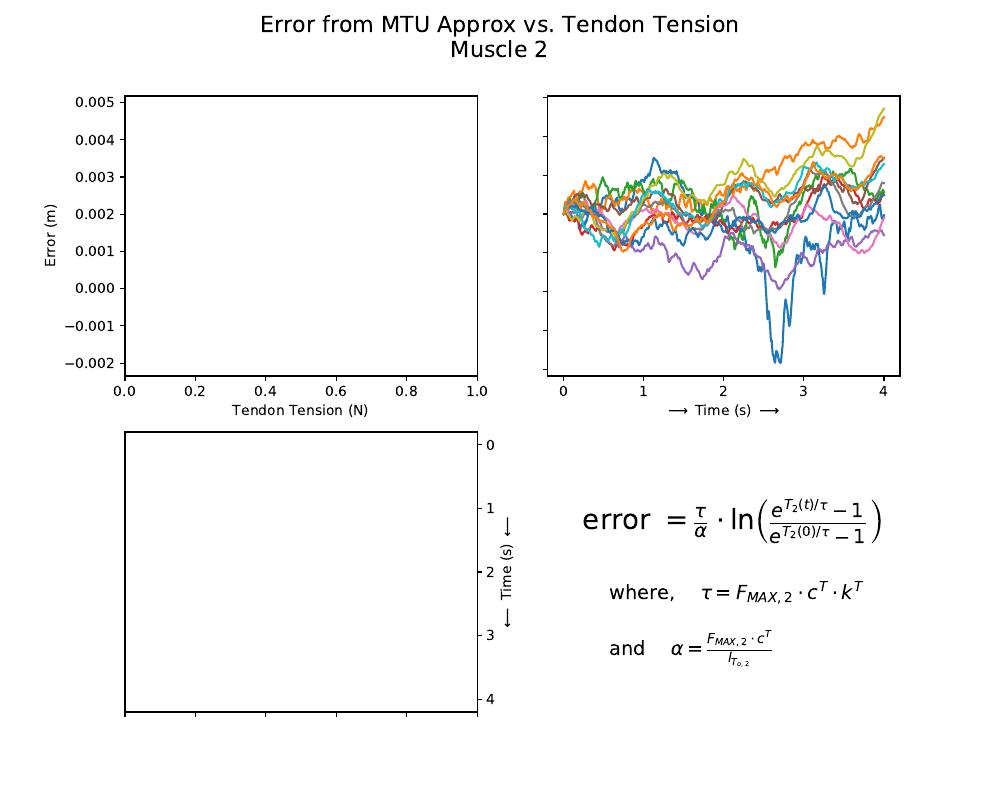 Error from MTU Approx vs. Tendon Tension
Muscle 2
0.005
0.004
0.003
0.002
0.001
0.000
−0.001
−0.002
Error (m)
0.0 0.2 0.4 0.6 0.8 1.0
Tendon Tension (N)
0 1 2 3 4
⟶ Time (s) ⟶
0
1
2
3
4
⟵ Time (s) ⟵
error = τ/α · ln((e^{T_2(t)/τ} − 1)/(e^{T_2(0)/τ} − 1))
where, τ = F_{MAX, 2} · c^T · k^T
and α = F_{MAX, 2} · c^T / l_{T_{o, 2}}